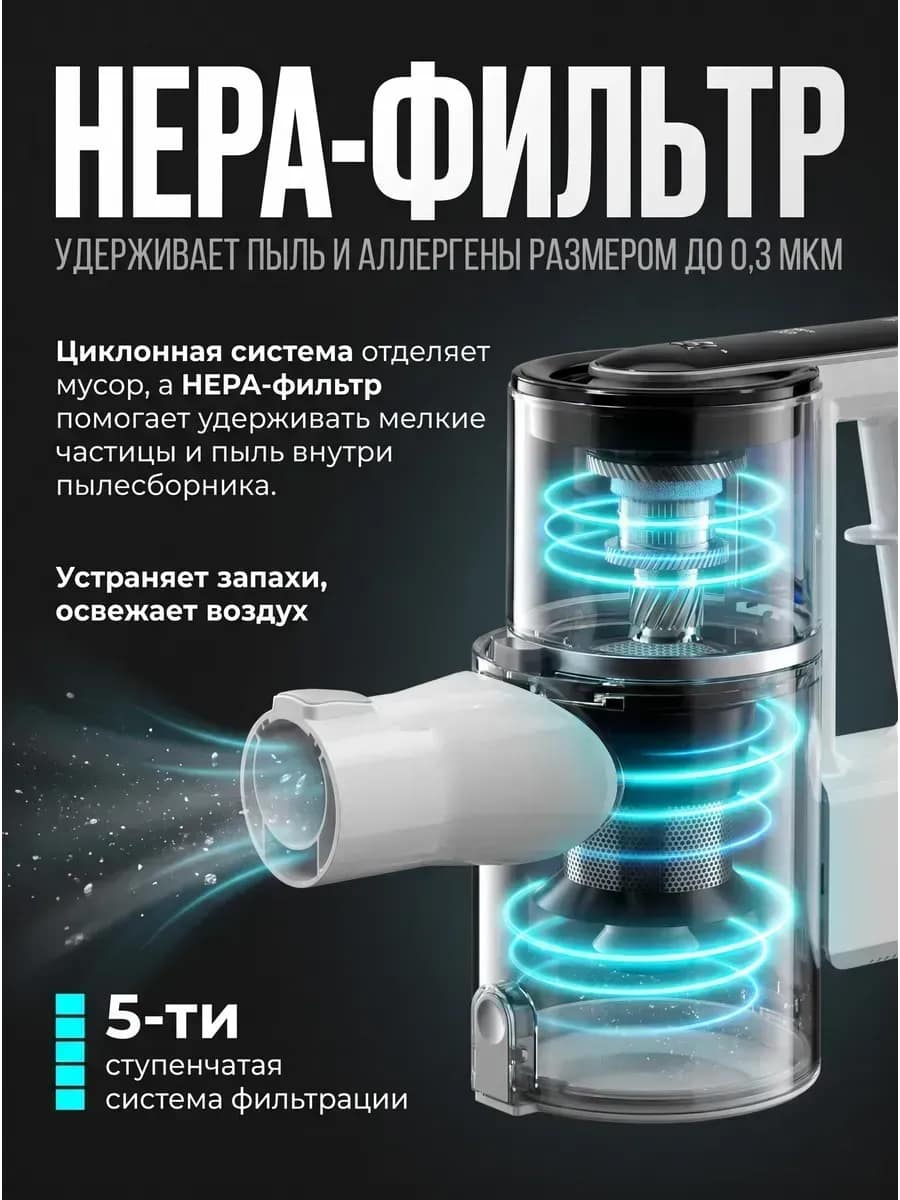 HEPA-ФИЛЬТР
УДЕРЖИВАЕТ ПЫЛЬ И АЛЛЕРГЕНЫ РАЗМЕРОМ ДО 0,3 МКМ
Циклонная система отделяет
мусор, а HEPA-фильтр
помогает удерживать мелкие
частицы и пыль внутри
пылесборника.
Устраняет запахи,
освежает воздух
5-ти
ступенчатая
система фильтрации